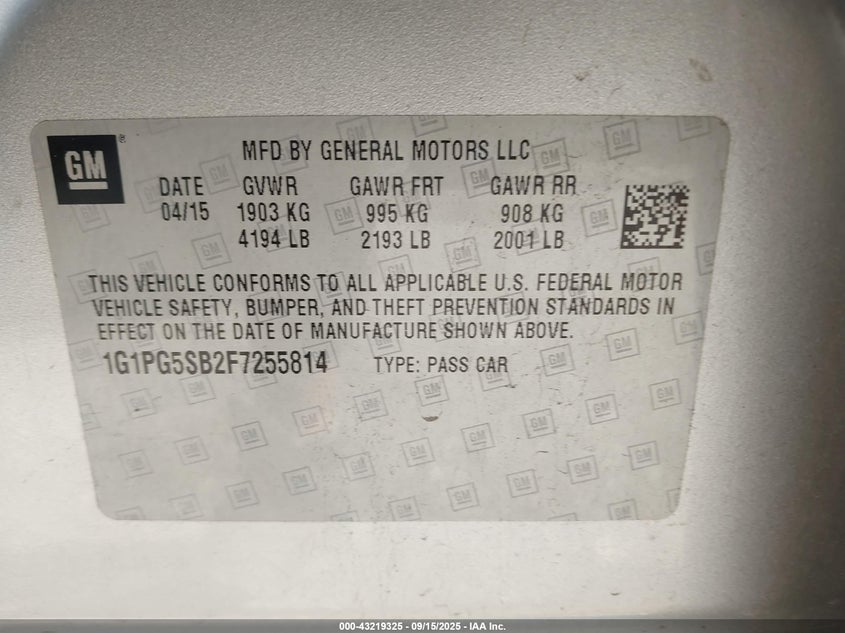 GM ®
MFD BY GENERAL MOTORS LLC
DATE GVWR GAWR FRT GAWR RR
04/15 1903 KG 995 KG 908 KG
4194 LB 2193 LB 2001 LB
THIS VEHICLE CONFORMS TO ALL APPLICABLE U.S. FEDERAL MOTOR
VEHICLE SAFETY, BUMPER, AND THEFT PREVENTION STANDARDS IN
EFFECT ON THE DATE OF MANUFACTURE SHOWN ABOVE.
1G1PG5SB2F7255814 TYPE: PASS CAR
000-43219325 - 09/15/2025 - IAA Inc.